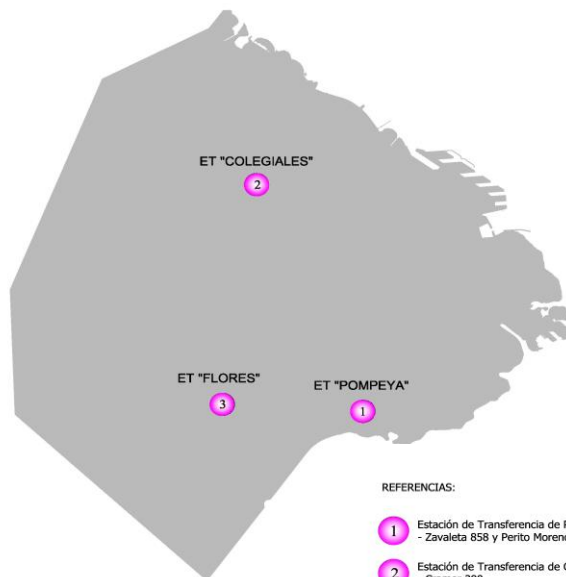 ET "COLEGIALES"
2
ET "FLORES"
3
ET "POMPEYA"
1
REFERENCIAS:
1 Estación de Transferencia de
- Zavaleta 858 y Perito Moreno
2 Estación de Transferencia de